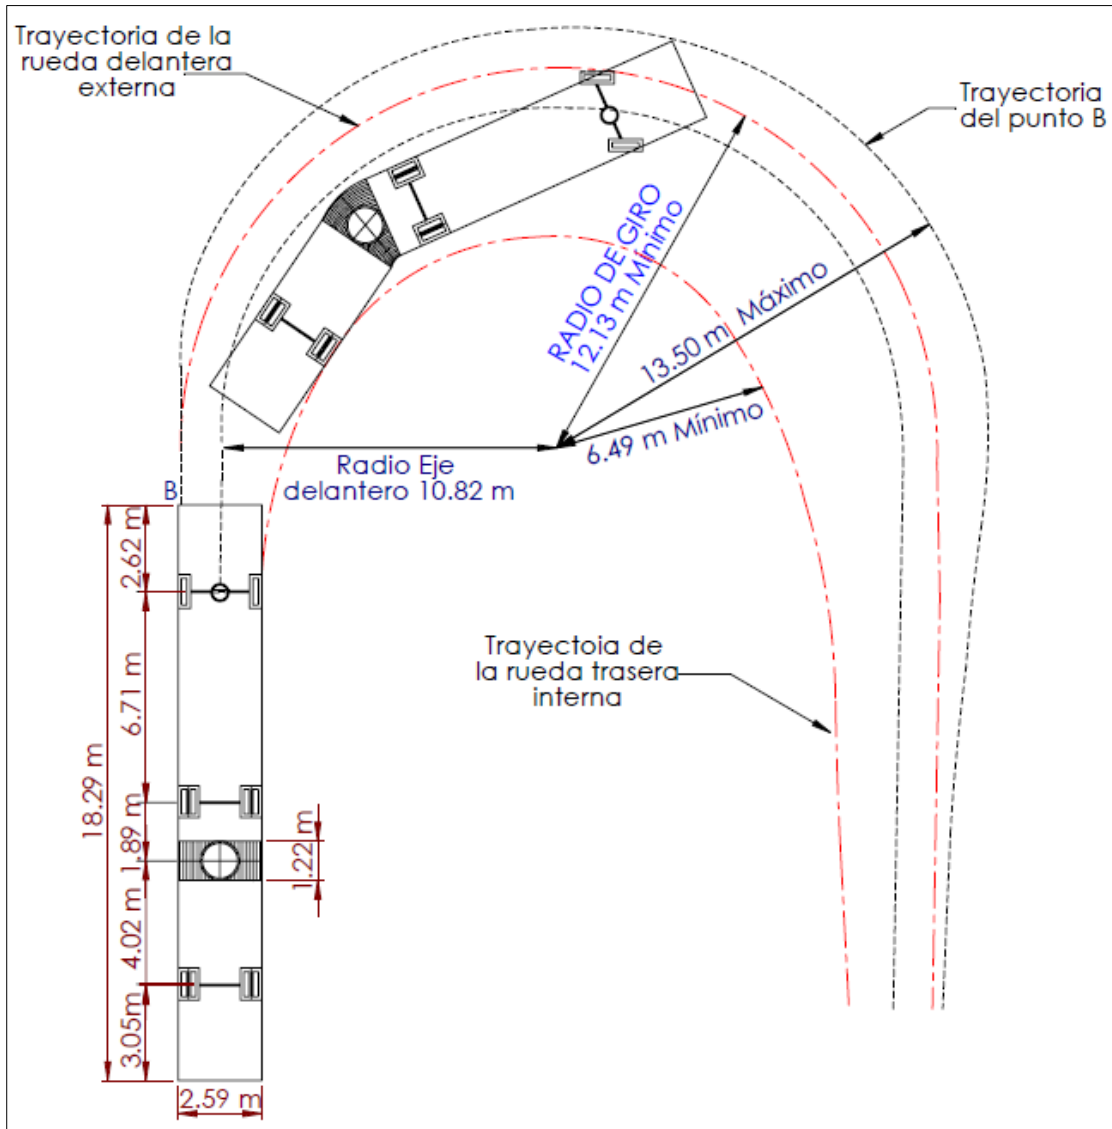 Trayectoria de la
rueda delantera
externa
Trayectoria
del punto B
RADIO DE GIRO
12.13 m Mínimo
13.50 m Máximo
6.49 m Mínimo
Radio Eje
delantero 10.82 m
B
2.62 m
6.71 m
18.29 m
1.89 m
1.22 m
4.02 m
3.05m
2.59 m
Trayectoia de
la rueda trasera
interna